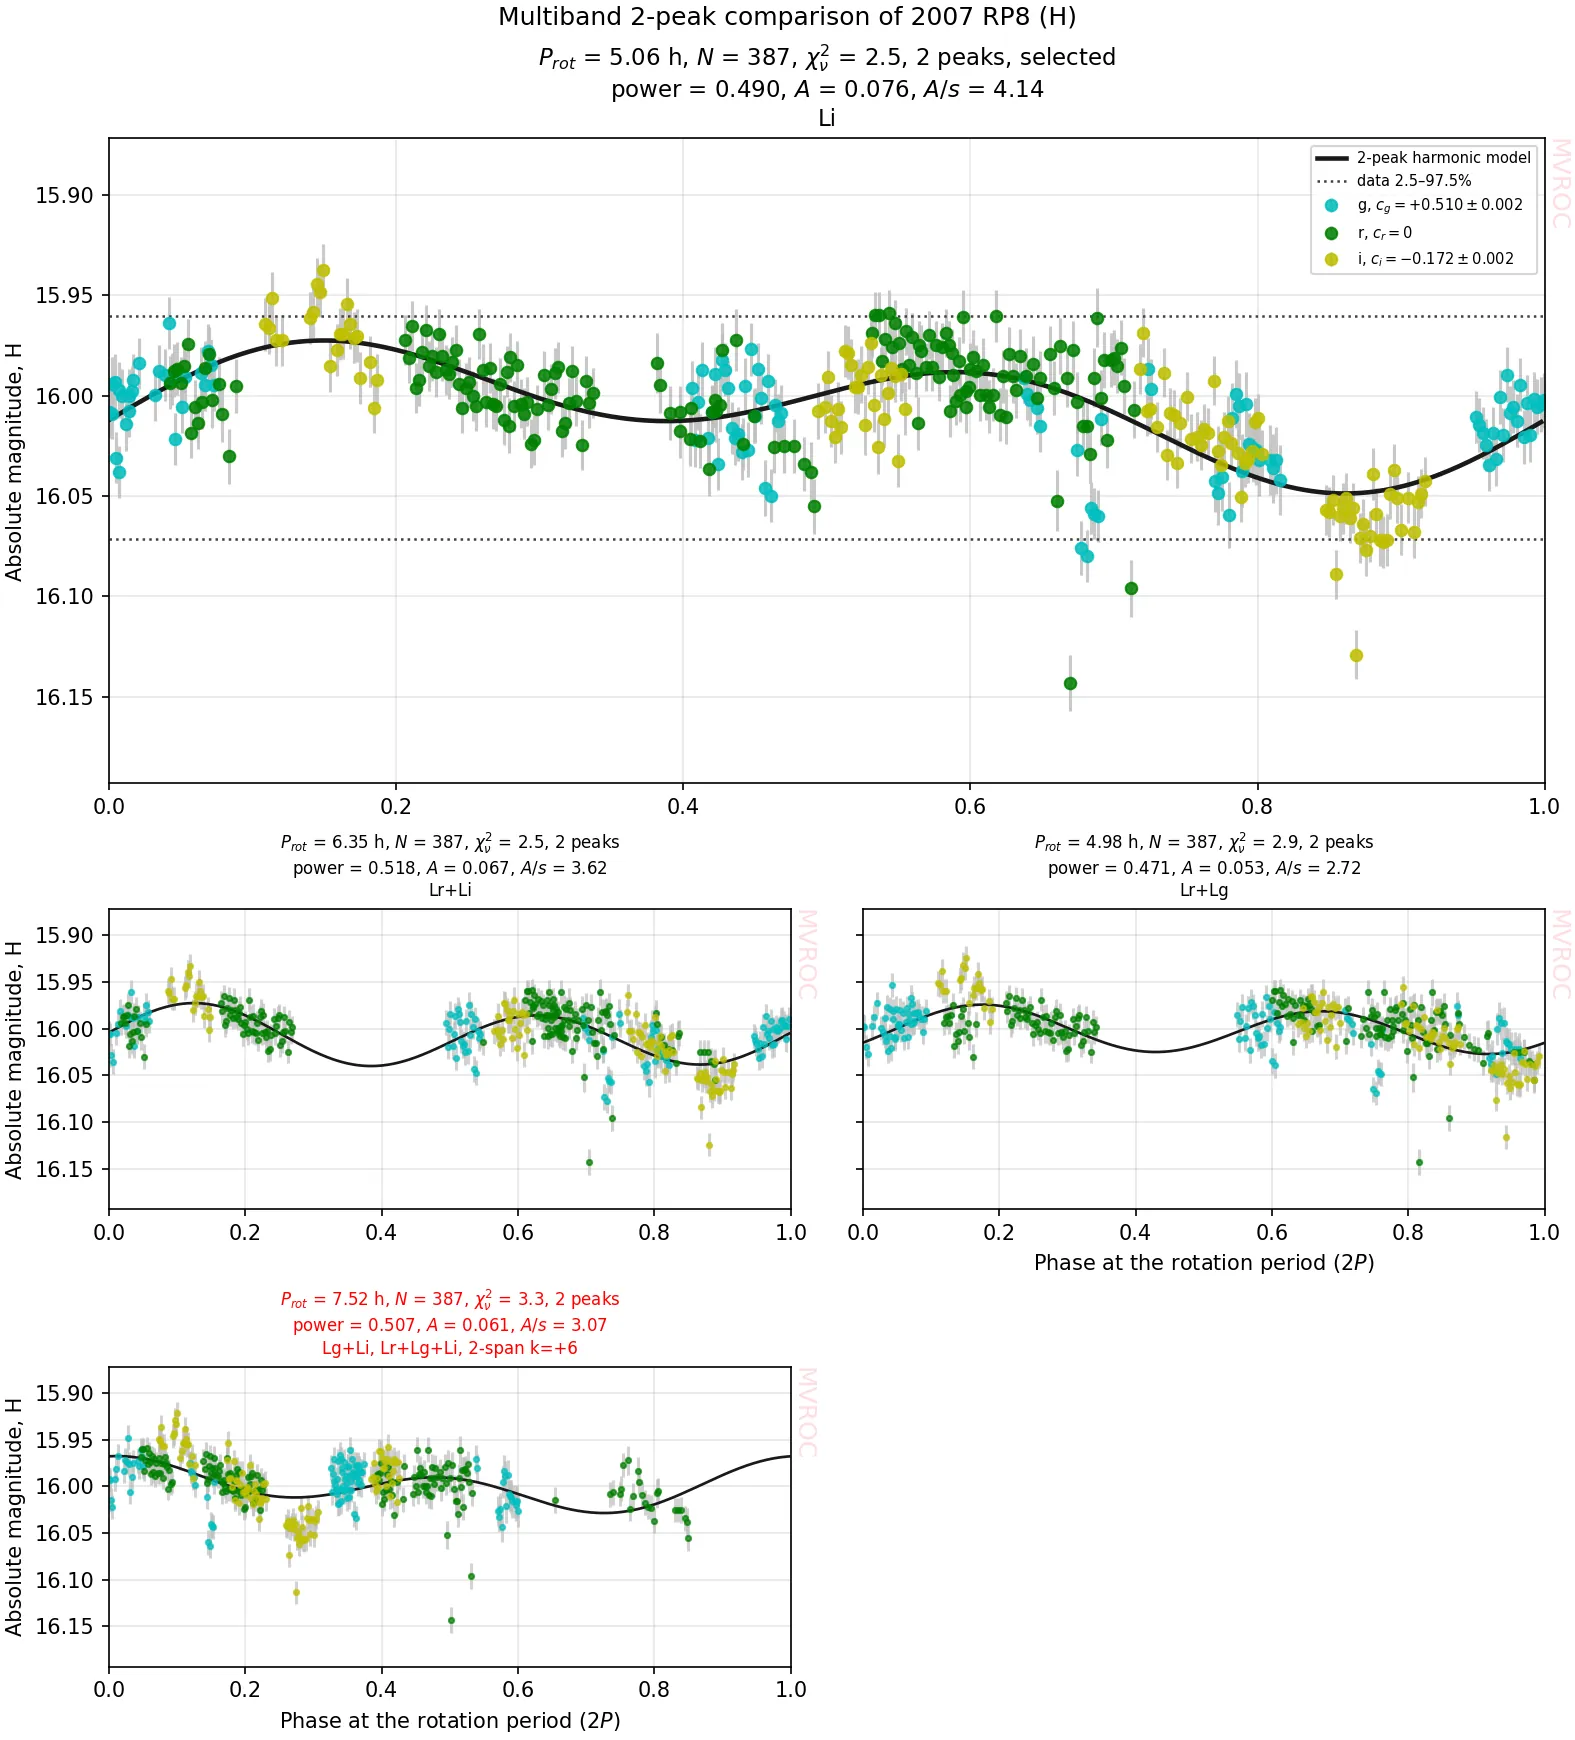 Multiband 2-peak comparison of 2007 RP8 (H)
P_rot = 5.06 h, N = 387, χ²_ν = 2.5, 2 peaks, selected
power = 0.490, A = 0.076, A/s = 4.14
Li
MVROC
2-peak harmonic model
data 2.5–97.5%
g, c_g = +0.510 ± 0.002
r, c_r = 0
i, c_i = −0.172 ± 0.002
Absolute magnitude, H
15.90
15.95
16.00
16.05
16.10
16.15
0.0 0.2 0.4 0.6 0.8 1.0
P_rot = 6.35 h, N = 387, χ²_ν = 2.5, 2 peaks
power = 0.518, A = 0.067, A/s = 3.62
Lr+Li
MVROC
Absolute magnitude, H
15.90
15.95
16.00
16.05
16.10
16.15
0.0 0.2 0.4 0.6 0.8 1.0
P_rot = 4.98 h, N = 387, χ²_ν = 2.9, 2 peaks
power = 0.471, A = 0.053, A/s = 2.72
Lr+Lg
MVROC
0.0 0.2 0.4 0.6 0.8 1.0
Phase at the rotation period (2P)
P_rot = 7.52 h, N = 387, χ²_ν = 3.3, 2 peaks
power = 0.507, A = 0.061, A/s = 3.07
Lg+Li, Lr+Lg+Li, 2-span k=+6
MVROC
Absolute magnitude, H
15.90
15.95
16.00
16.05
16.10
16.15
0.0 0.2 0.4 0.6 0.8 1.0
Phase at the rotation period (2P)